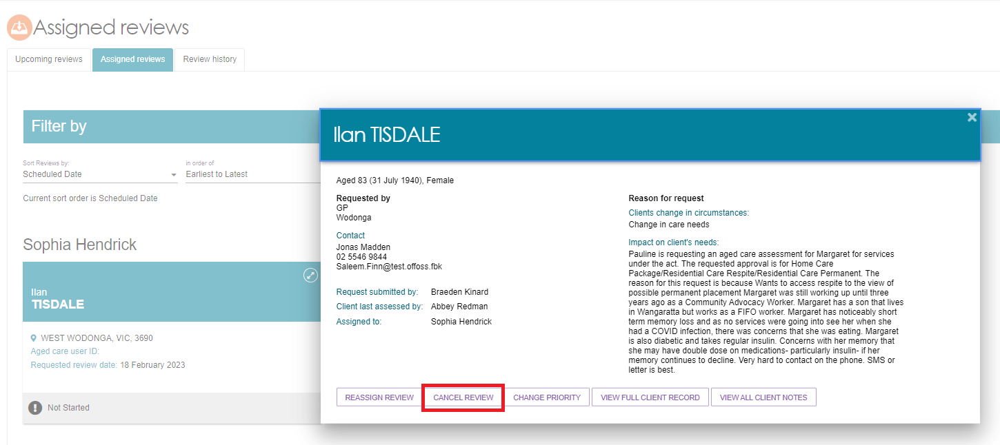 Assigned reviews
Upcoming reviews
Assigned reviews
Review history
Filter by
Sort Reviews by:
Scheduled Date
in order of
Earliest to Latest
Current sort order is Scheduled Date
Sophia Hendrick
Ilan
TISDALE
WEST WODONGA, VIC, 3690
Aged care user ID:
Requested review date: 18 February 2023
Not Started
Ilan TISDALE
Aged 83 (31 July 1940), Female
Requested by
GP
Wodonga
Contact
Jonas Madden
02 5546 9844
Saleem.Finn@test.offoss.fbk
Request submitted by: Braeden Kinard
Client last assessed by: Abbey Redman
Assigned to: Sophia Hendrick
Reason for request
Clients change in circumstances:
Change in care needs
Impact on client's needs:
Pauline is requesting an aged care assessment for Margaret for services
under the act. The requested approval is for Home Care
Package/Residential Care Respite/Residential Care Permanent. The
reason for this request is because Wants to access respite to the view of
possible permanent placement Margaret was still working up until three
years ago as a Community Advocacy Worker. Margaret has a son that lives
in Wangaratta but works as a FIFO worker. Margaret has noticeably short
term memory loss and as no services were going into see her when she
had a COVID infection, there was concerns that she was eating. Margaret
is also diabetic and takes regular insulin. Concerns with her memory that
she may have double dose on medications- particularly insulin- if her
memory continues to decline. Very hard to contact on the phone. SMS or
letter is best.
REASSIGN REVIEW
CANCEL REVIEW
CHANGE PRIORITY
VIEW FULL CLIENT RECORD
VIEW ALL CLIENT NOTES